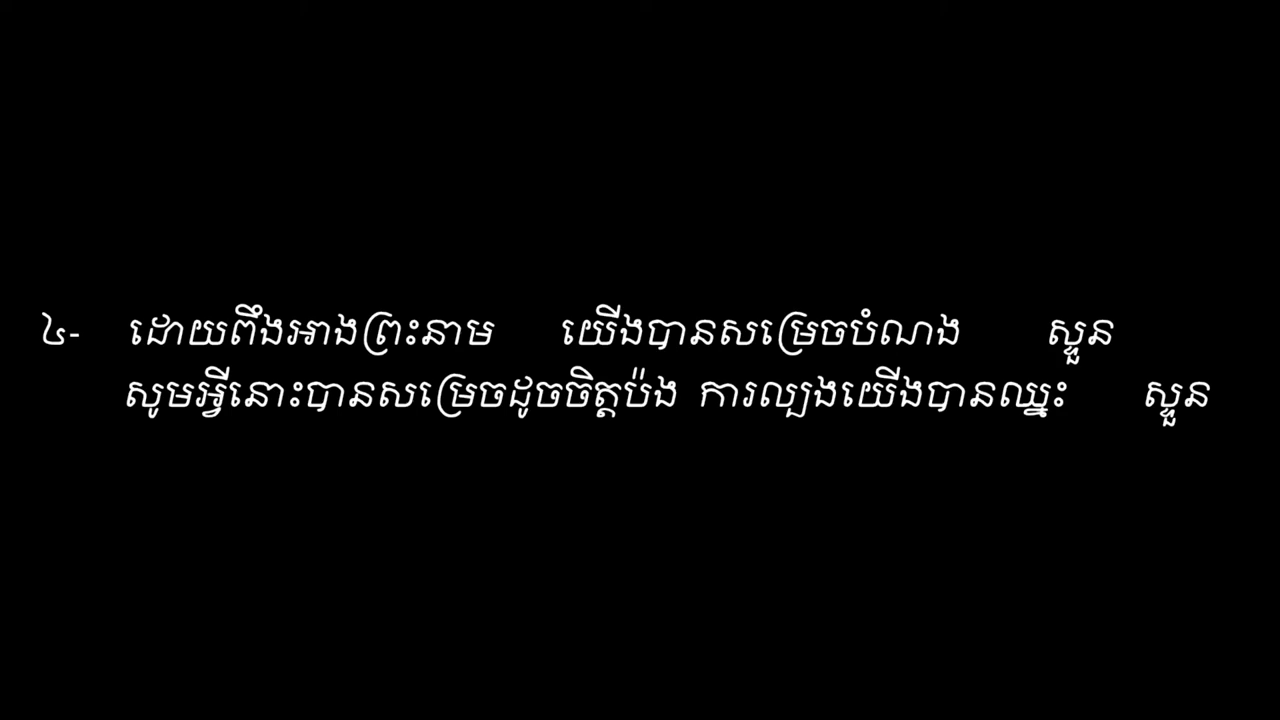 ៤- ដោយពឹងអាងព្រះនាម យើងបានសម្រេចបំណង ស្ទួន
សូមអ្វីនោះបានសម្រេចដូចចិត្តប៉ង ការល្បងយើងបានឈ្នះ ស្ទួន